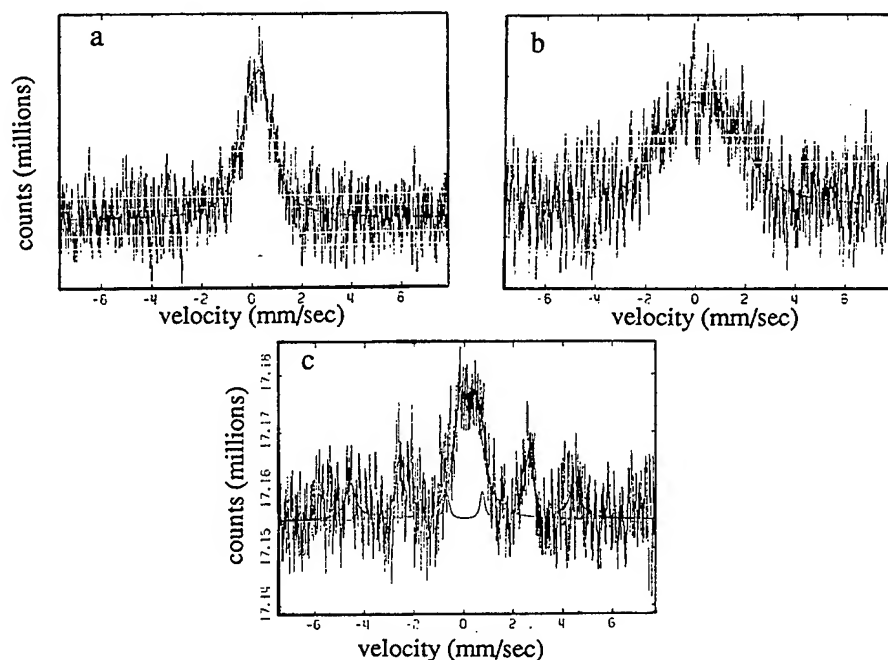 a
b
counts (millions)
-6 -4 -2 0 2 4 6
velocity (mm/sec)
-6 -4 -2 0 2 4 6
velocity (mm/sec)
c
counts (millions)
17.18
17.17
17.16
17.15
17.14
-6 -4 -2 0 2 4 6
velocity (mm/sec)